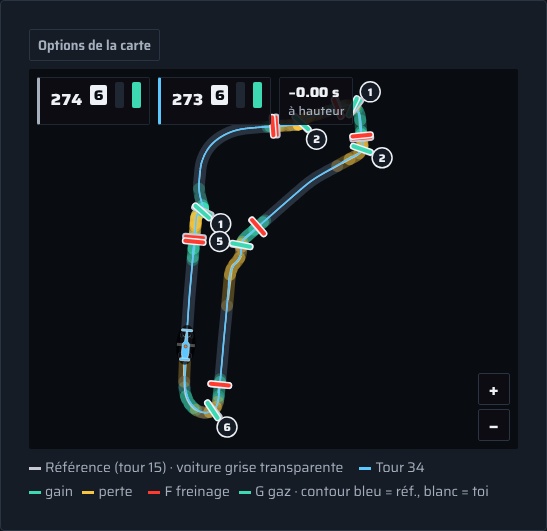 Options de la carte
274 6
273 6
-0.00 s
à hauteur
1
2
2
1
5
6
+
−
Référence (tour 15) · voiture grise transparente
Tour 34
gain
perte
F freinage
G gaz · contour bleu = réf., blanc = toi